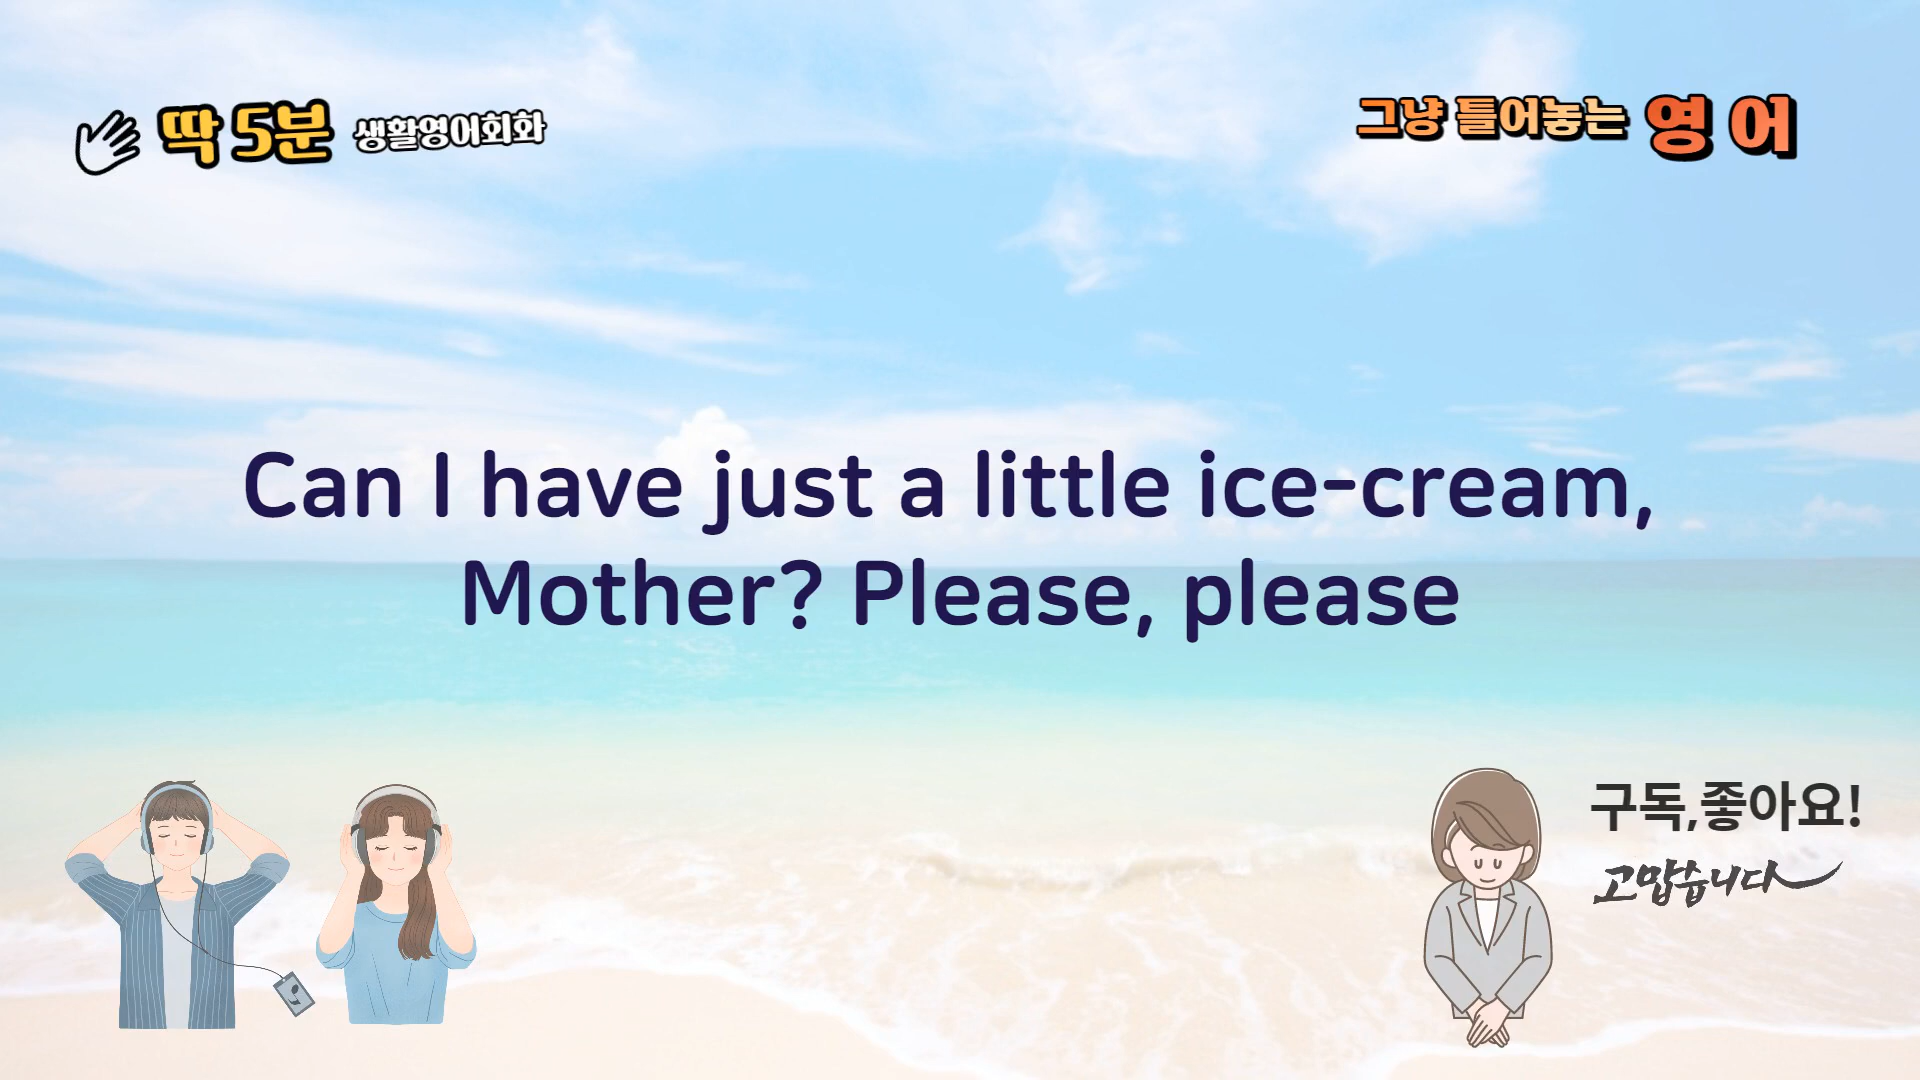 딱 5분 생활영어회화
그냥 틀어놓는 영어
Can I have just a little ice-cream,
Mother? Please, please
구독,좋아요!
고맙습니다